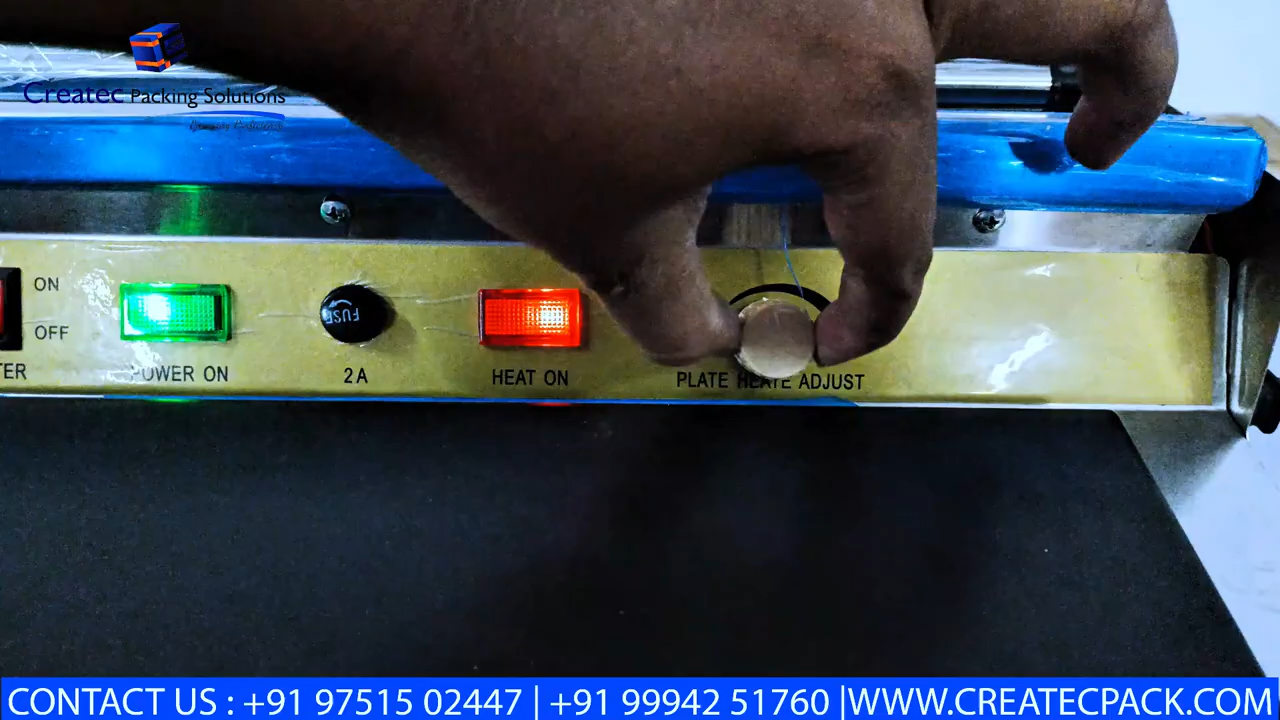 Createc Packing Solutions
ON
OFF
TER
POWER ON
FUSE
2A
HEAT ON
PLATE HEATE ADJUST
CONTACT US : +91 97515 02447 | +91 99942 51760 |WWW.CREATECPACK.COM